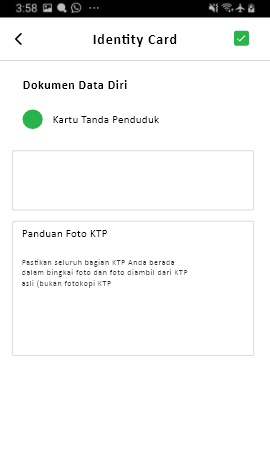 3:58
Identity Card
Dokumen Data Diri
Kartu Tanda Penduduk
Panduan Foto KTP
Pastikan seluruh bagian KTP Anda berada
dalam bingkai foto dan foto diambil dari KTP
asli (bukan fotokopi KTP